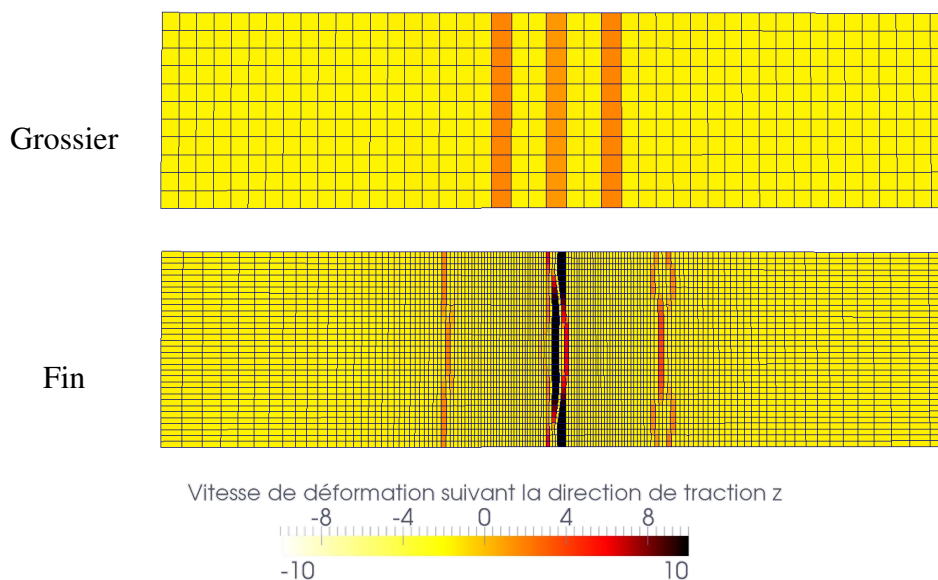 Grossier
Fin
Vitesse de déformation suivant la direction de traction z
-8 -4 0 4 8
-10 10